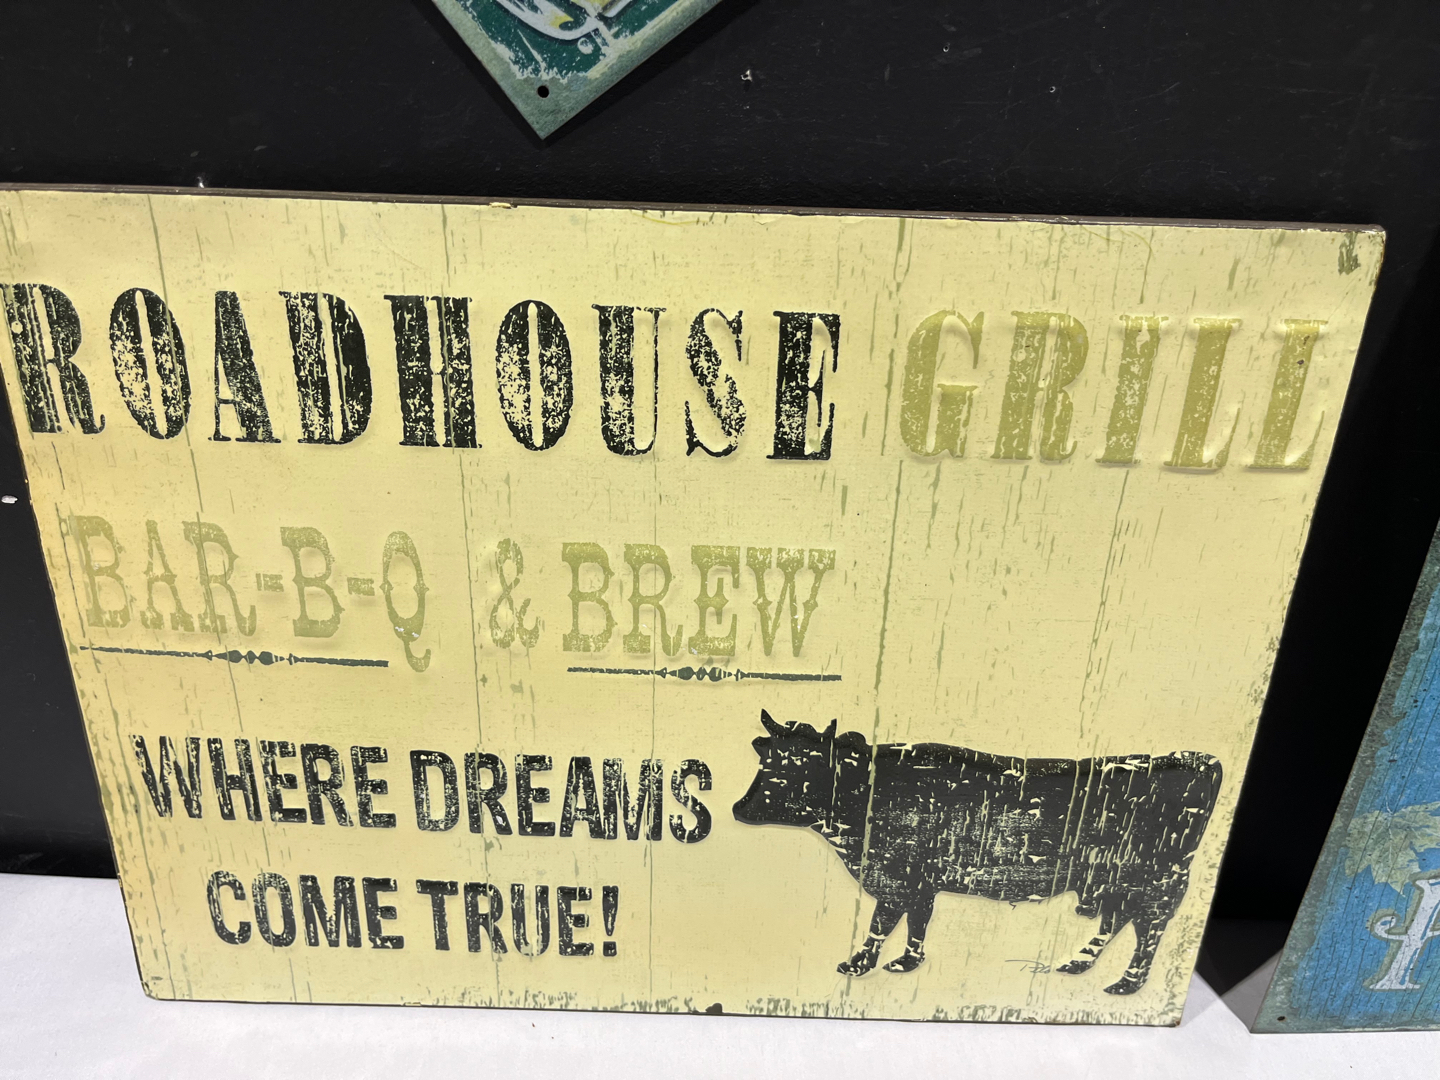 ROADHOUSE GRILL
BAR-B-Q & BREW
WHERE DREAMS
COME TRUE!